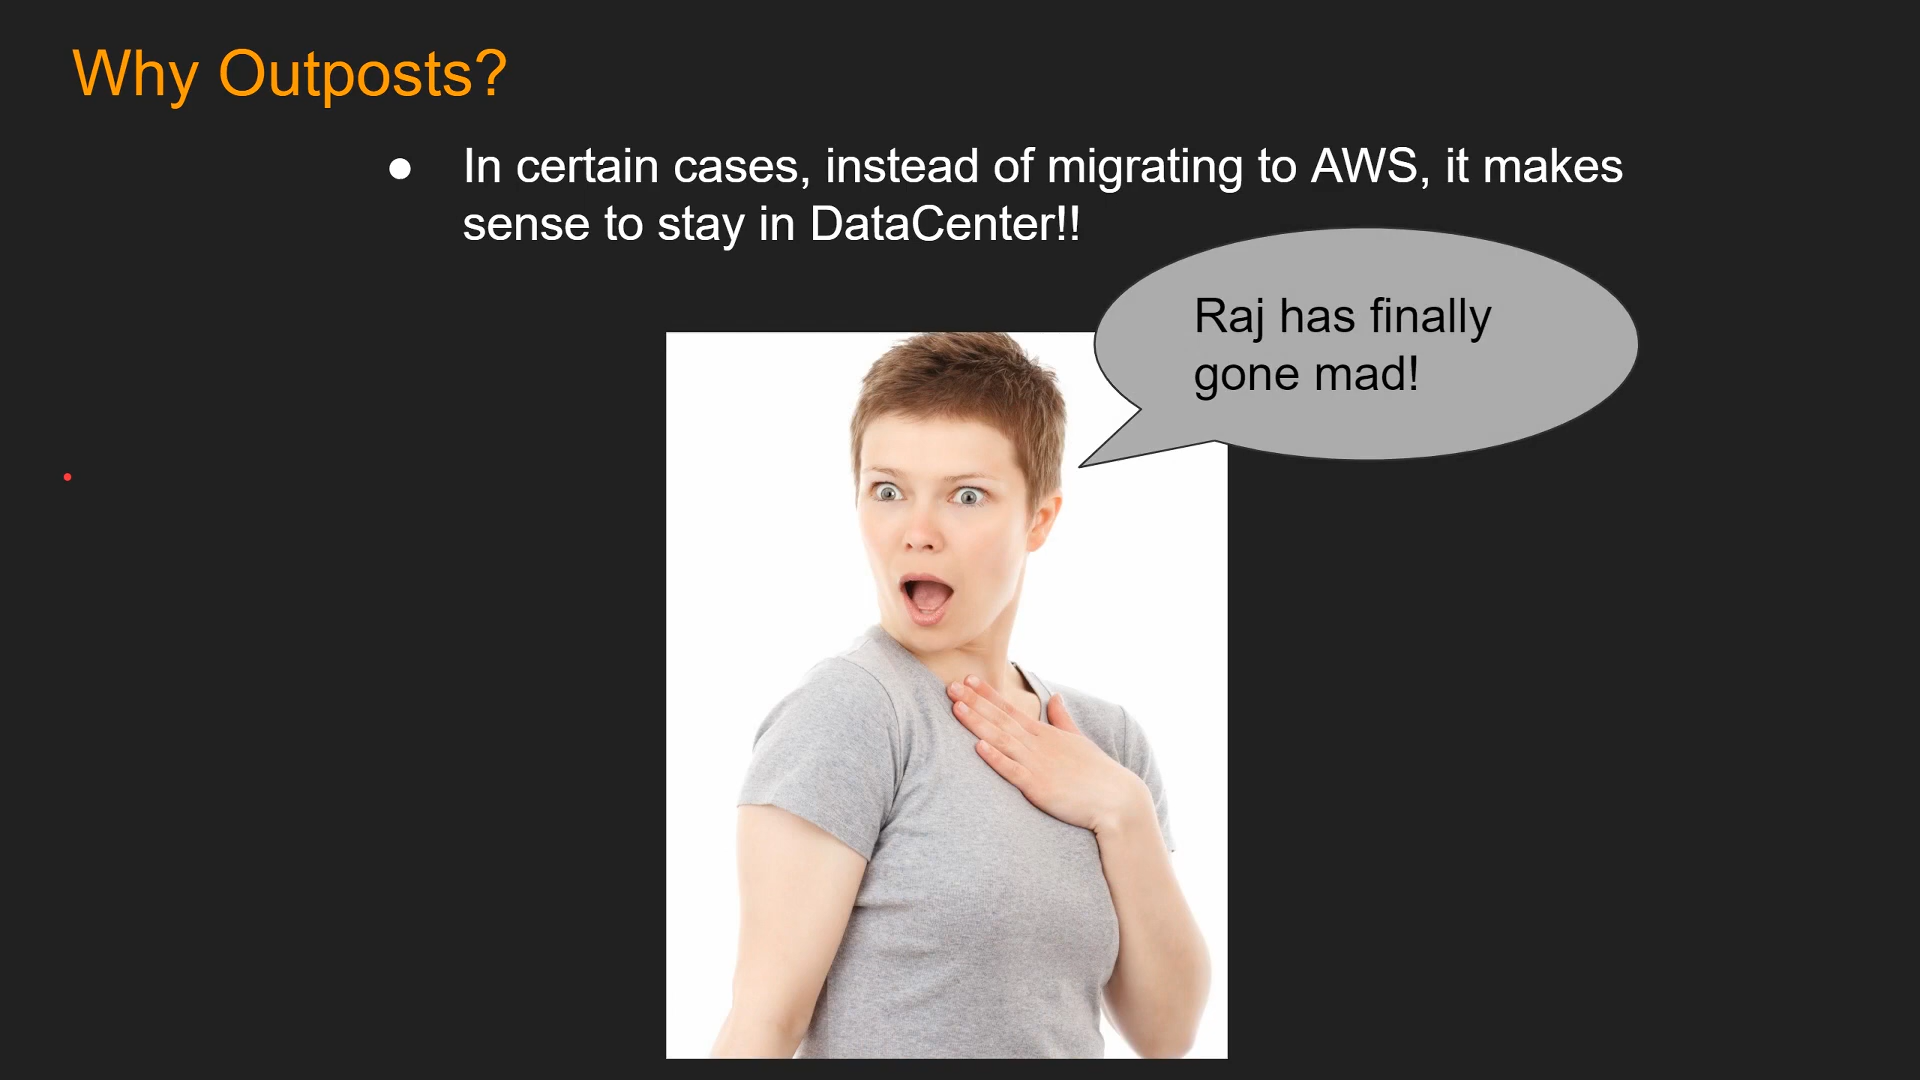 Why Outposts?
● In certain cases, instead of migrating to AWS, it makes
sense to stay in DataCenter!!
Raj has finally
gone mad!